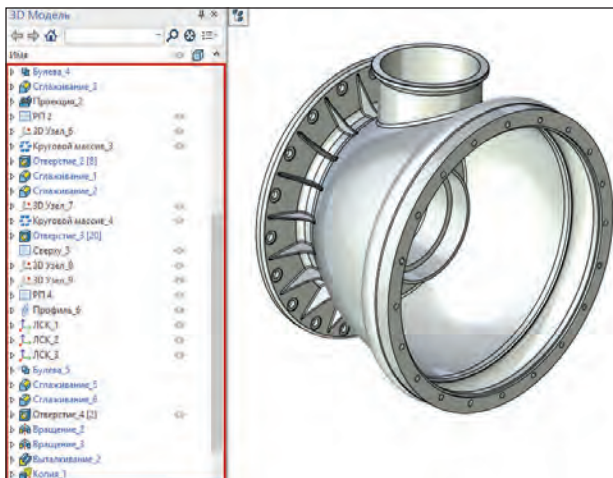 3D Модель
Имя
Булева_4
Сглаживание_3
Проекция_2
РП 2
3D Узел_6
Круговой массив_3
Отверстие_2 [8]
Сглаживание_1
Сглаживание_2
3D Узел_7
Круговой массив_4
Отверстие_3 [20]
Сверху_3
3D Узел_8
3D Узел_9
РП 4
Профиль_6
ЛСК_1
ЛСК_2
ЛСК_3
Булева_5
Сглаживание_5
Сглаживание_6
Отверстие_4 [2]
Вращение_2
Вращение_3
Выталкивание_2
Копия_1